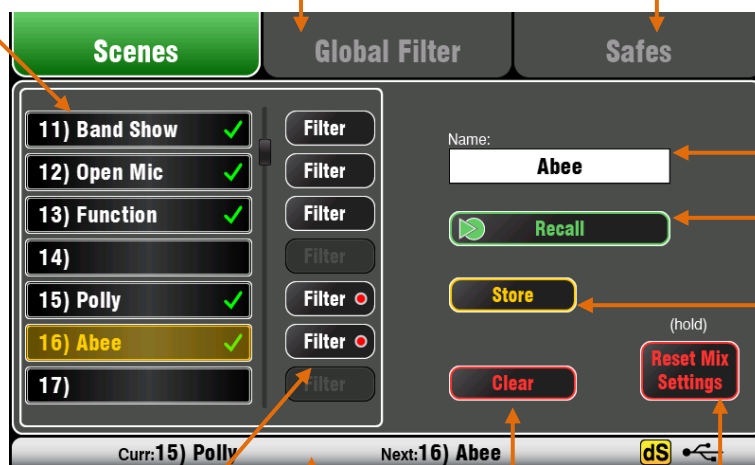 Scenes Global Filter Safes
11) Band Show Filter
12) Open Mic Filter
13) Function Filter
14) Filter
15) Polly Filter
16) Abee Filter
17) Filter
Name:
Abee
Recall
Store
(hold)
Clear
Reset Mix
Settings
Curr:15) Polly Next:16) Abee dS